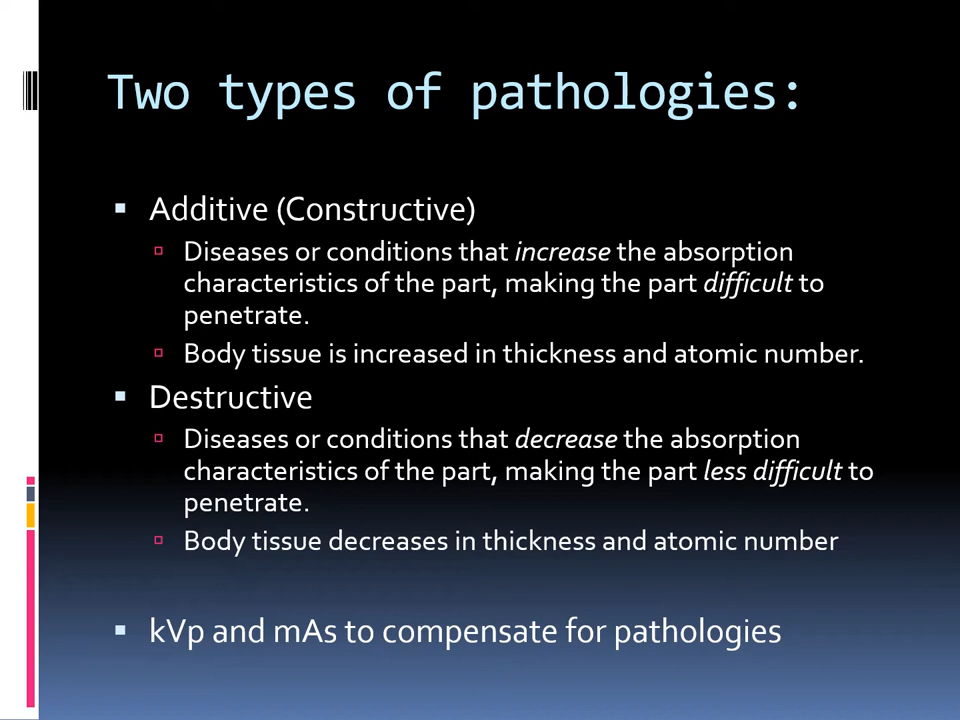 Two types of pathologies:
Additive (Constructive)
Diseases or conditions that increase the absorption
characteristics of the part, making the part difficult to
penetrate.
Body tissue is increased in thickness and atomic number.
Destructive
Diseases or conditions that decrease the absorption
characteristics of the part, making the part less difficult to
penetrate.
Body tissue decreases in thickness and atomic number
kVp and mAs to compensate for pathologies